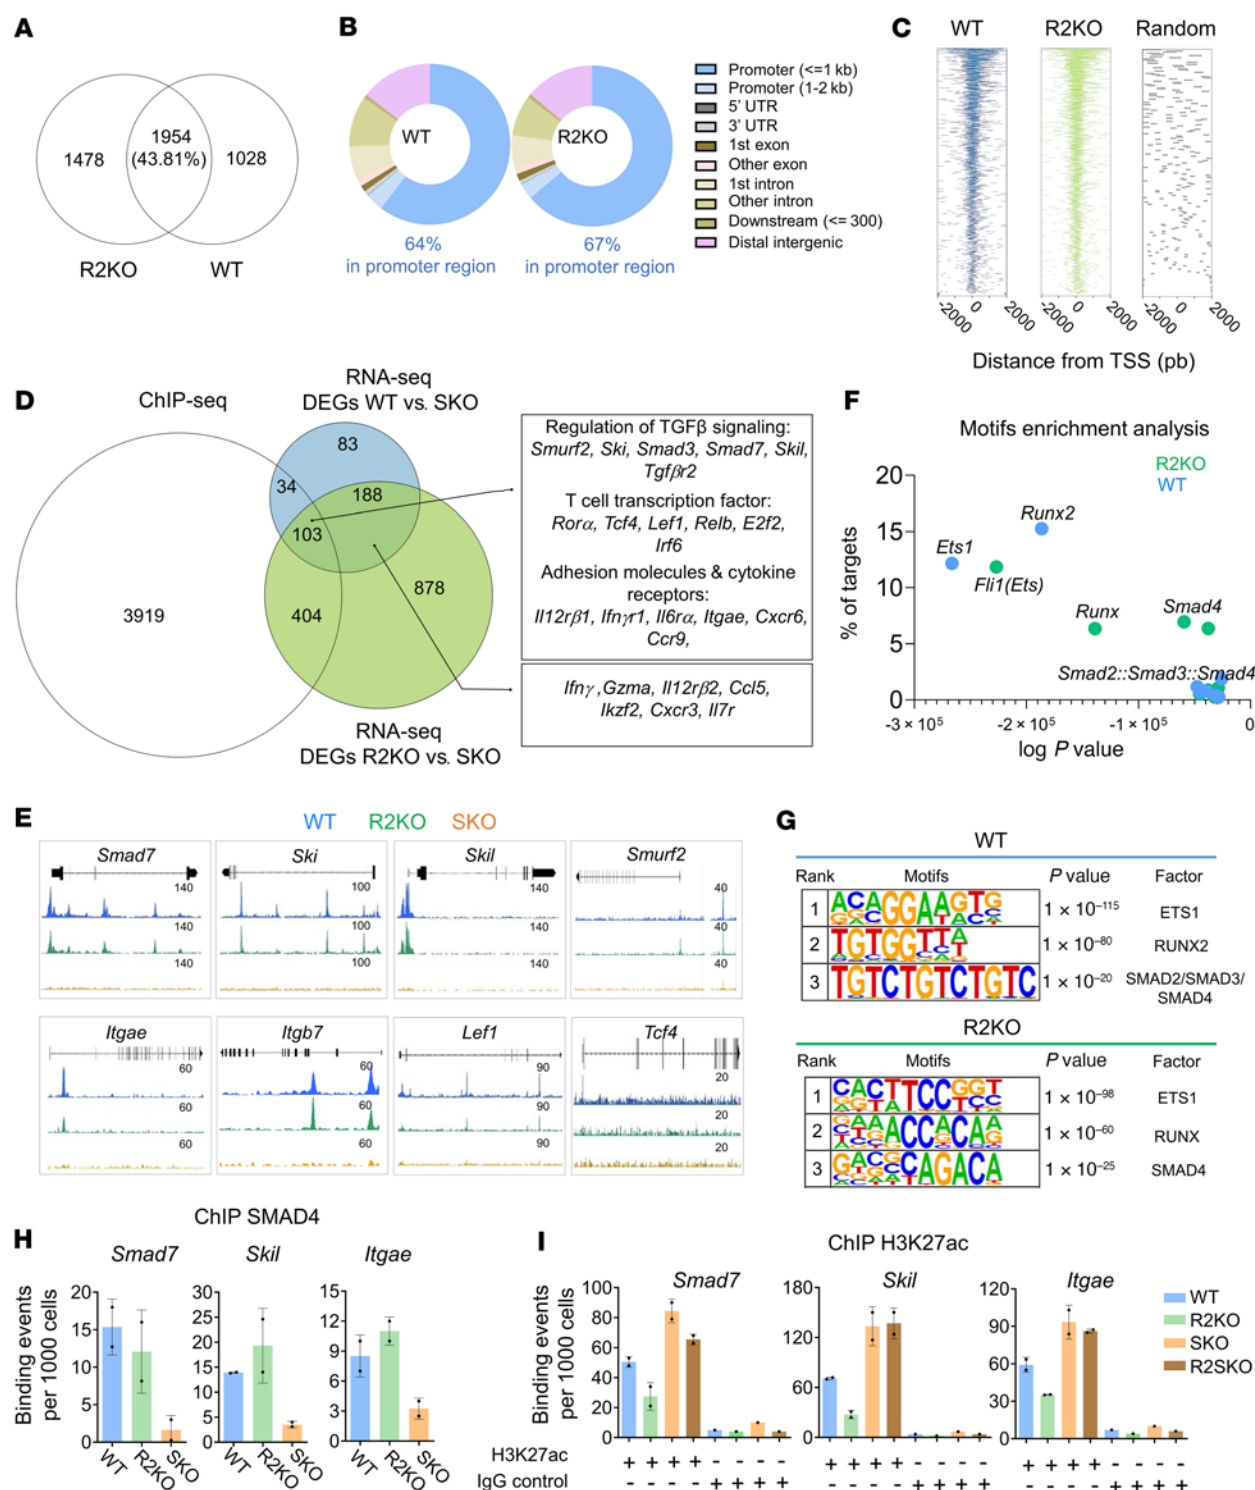 A
1478
1954
(43.81%)
1028
R2KO
WT
B
WT
R2KO
64%
in promoter region
67%
in promoter region
Promoter (<=1 kb)
Promoter (1-2 kb)
5' UTR
3' UTR
1st exon
Other exon
1st intron
Other intron
Downstream (<= 300)
Distal intergenic
C
WT
R2KO
Random
-2000 0 2000
-2000 0 2000
-2000 0 2000
Distance from TSS (pb)
D
ChIP-seq
RNA-seq
DEGs WT vs. SKO
83
34
188
103
3919
404
878
RNA-seq
DEGs R2KO vs. SKO
Regulation of TGFβ signaling:
Smurf2, Ski, Smad3, Smad7, Skil,
Tgfβr2
T cell transcription factor:
Rorα, Tcf4, Lef1, Relb, E2f2,
Irf6
Adhesion molecules & cytokine
receptors:
Il12rβ1, Ifnγr1, Il6rα, Itgae, Cxcr6,
Ccr9,
Ifnγ ,Gzma, Il12rβ2, Ccl5,
Ikzf2, Cxcr3, Il7r
F
Motifs enrichment analysis
R2KO
WT
% of targets
20
15
10
5
0
Runx2
Ets1
Fli1(Ets)
Runx
Smad4
Smad2::Smad3::Smad4
-3 × 10⁵ -2 × 10⁵ -1 × 10⁵ 0
log P value
E
WT R2KO SKO
Smad7
140
140
140
Ski
100
100
100
Skil
140
140
140
Smurf2
40
40
40
Itgae
60
60
60
Itgb7
60
60
60
Lef1
90
90
90
Tcf4
20
20
20
G
WT
Rank Motifs P value Factor
1 1 × 10⁻¹¹⁵ ETS1
2 TGTGGTTA 1 × 10⁻⁸⁰ RUNX2
3 TGTCTGTCTGTC 1 × 10⁻²⁰ SMAD2/SMAD3/
SMAD4
R2KO
Rank Motifs P value Factor
1 1 × 10⁻⁹⁸ ETS1
2 1 × 10⁻⁶⁰ RUNX
3 1 × 10⁻²⁵ SMAD4
H
ChIP SMAD4
Binding events
per 1000 cells
Smad7
20
15
10
5
0
WT R2KO SKO
Skil
30
25
20
15
10
5
0
WT R2KO SKO
Itgae
15
12
9
6
3
0
WT R2KO SKO
I
ChIP H3K27ac
Binding events
per 1000 cells
Smad7
100
80
60
40
20
0
Skil
180
120
60
0
Itgae
120
90
60
30
0
WT
R2KO
SKO
R2SKO
H3K27ac + + + + - - - - + + + + - - - - + + + + - - - -
IgG control - - - - + + + + - - - - + + + + - - - - + + + +